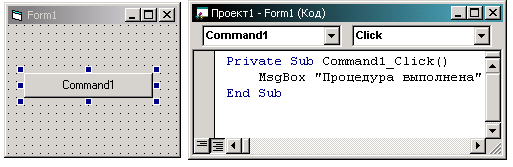 Form1
Command1
Проект1 - Form1 (Код)
Command1 Click
Private Sub Command1_Click()
MsgBox "Процедура выполнена"
End Sub